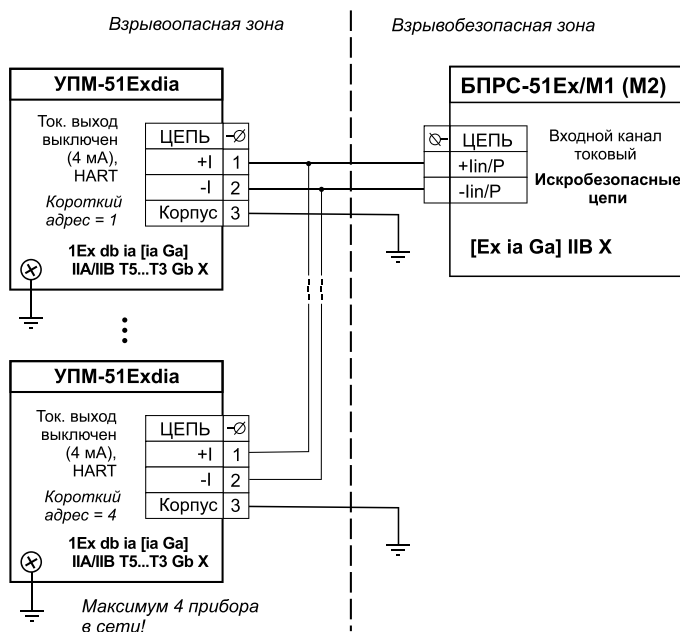 Взрывоопасная зона
Взрывобезопасная зона
УПМ-51Exdia
Ток. выход
выключен
(4 мА),
HART
Короткий
адрес = 1
ЦЕПЬ
+I 1
-I 2
Корпус 3
1Ex db ia [ia Ga]
IIA/IIB T5...T3 Gb X
БПРС-51Ex/М1 (М2)
ЦЕПЬ
+Iin/P
-Iin/P
Входной канал
токовый
Искробезопасные
цепи
[Ex ia Ga] IIB X
УПМ-51Exdia
Ток. выход
выключен
(4 мА),
HART
Короткий
адрес = 4
ЦЕПЬ
+I 1
-I 2
Корпус 3
1Ex db ia [ia Ga]
IIA/IIB T5...T3 Gb X
Максимум 4 прибора
в сети!